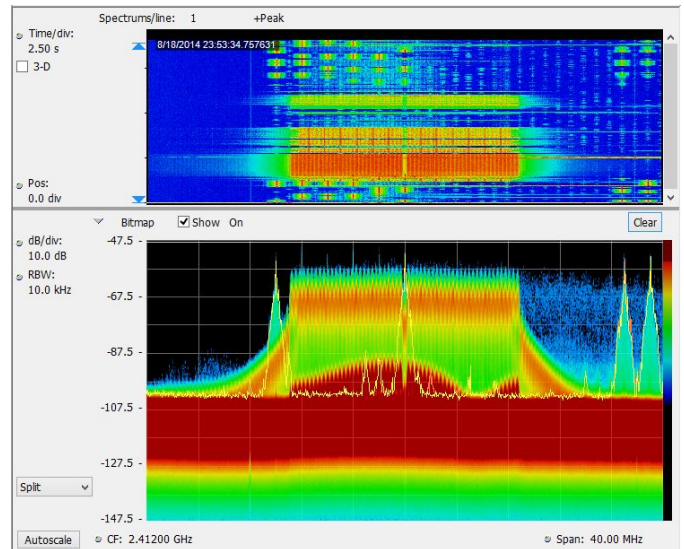 Spectrums/line: 1 +Peak
Time/div:
2.50 s
3-D
8/18/2014 23:53:34.757631
Pos:
0.0 div
Bitmap Show On Clear
dB/div:
10.0 dB
RBW:
10.0 kHz
-47.5
-67.5
-87.5
-107.5
-127.5
Split
-147.5
Autoscale CF: 2.41200 GHz Span: 40.00 MHz